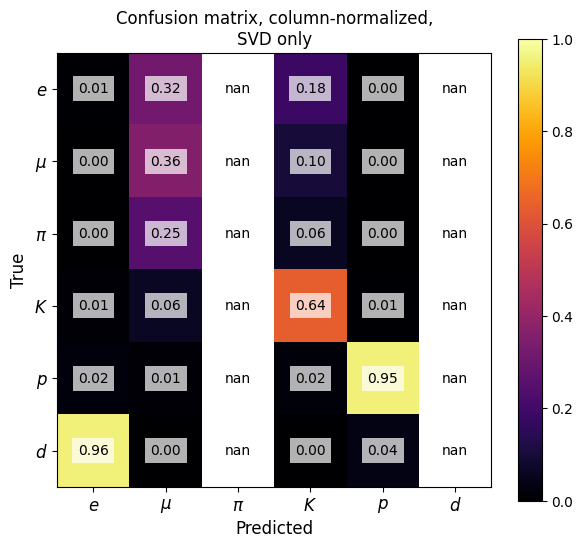 Confusion matrix, column-normalized,
SVD only
e 0.01 0.32 nan 0.18 0.00 nan
μ 0.00 0.36 nan 0.10 0.00 nan
π 0.00 0.25 nan 0.06 0.00 nan
K 0.01 0.06 nan 0.64 0.01 nan
p 0.02 0.01 nan 0.02 0.95 nan
d 0.96 0.00 nan 0.00 0.04 nan
e μ π K p d
Predicted
True
1.0
0.8
0.6
0.4
0.2
0.0